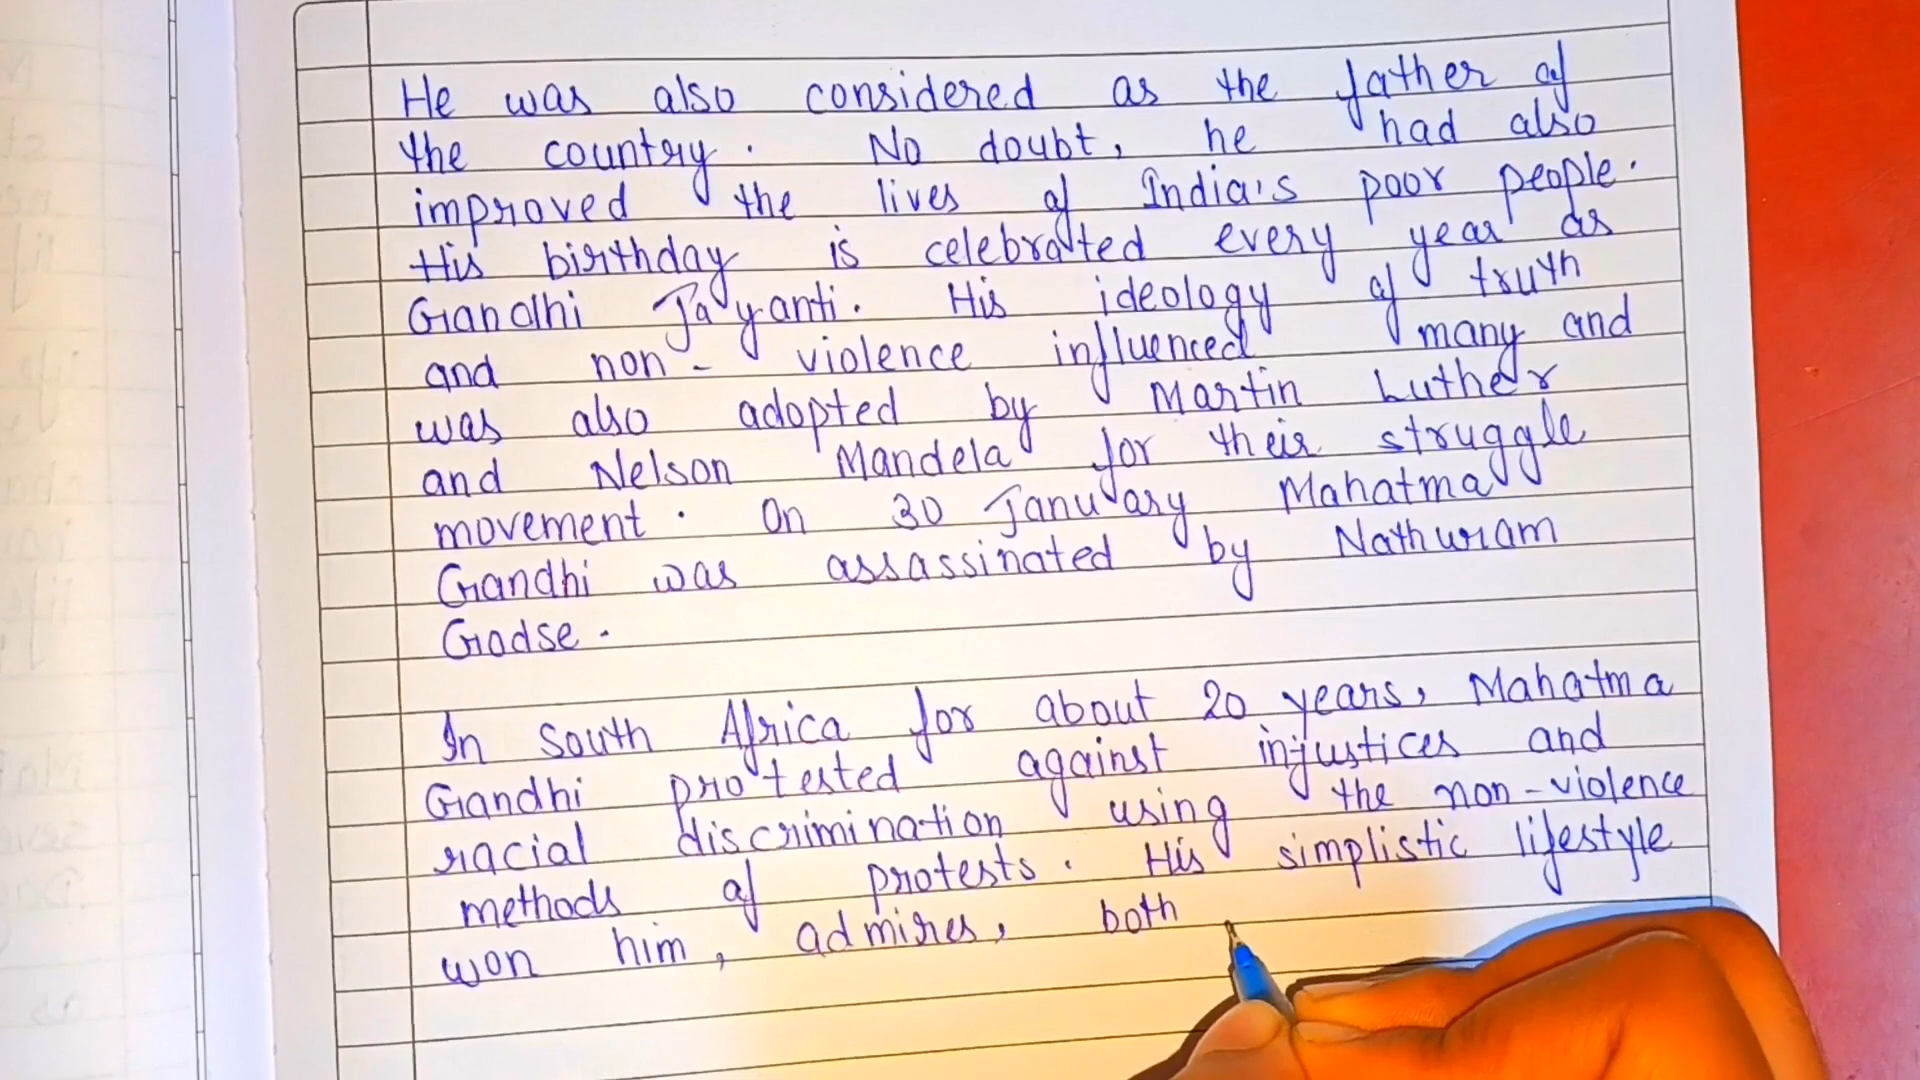 He was also considered as the father of
the country. No doubt, he had also
improved the lives of India's poor people.
His birthday is celebrated every year as
Gandhi Jayanti. His ideology of truth
and non- violence influenced many and
was also adopted by Martin Luther
and Nelson Mandela for their struggle
movement. On 30 January Mahatma
Gandhi was assassinated by Nathuram
Godse.
In South Africa for about 20 years, Mahatma
Gandhi protested against injustices and
racial discrimination using the non-violence
methods of protests. His simplistic lifestyle
won him, admires, both